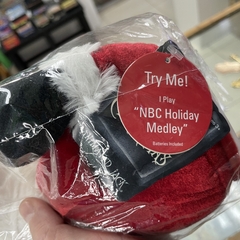 Try Me!
I Play
"NBC Holiday
Medley"
Batteries Included